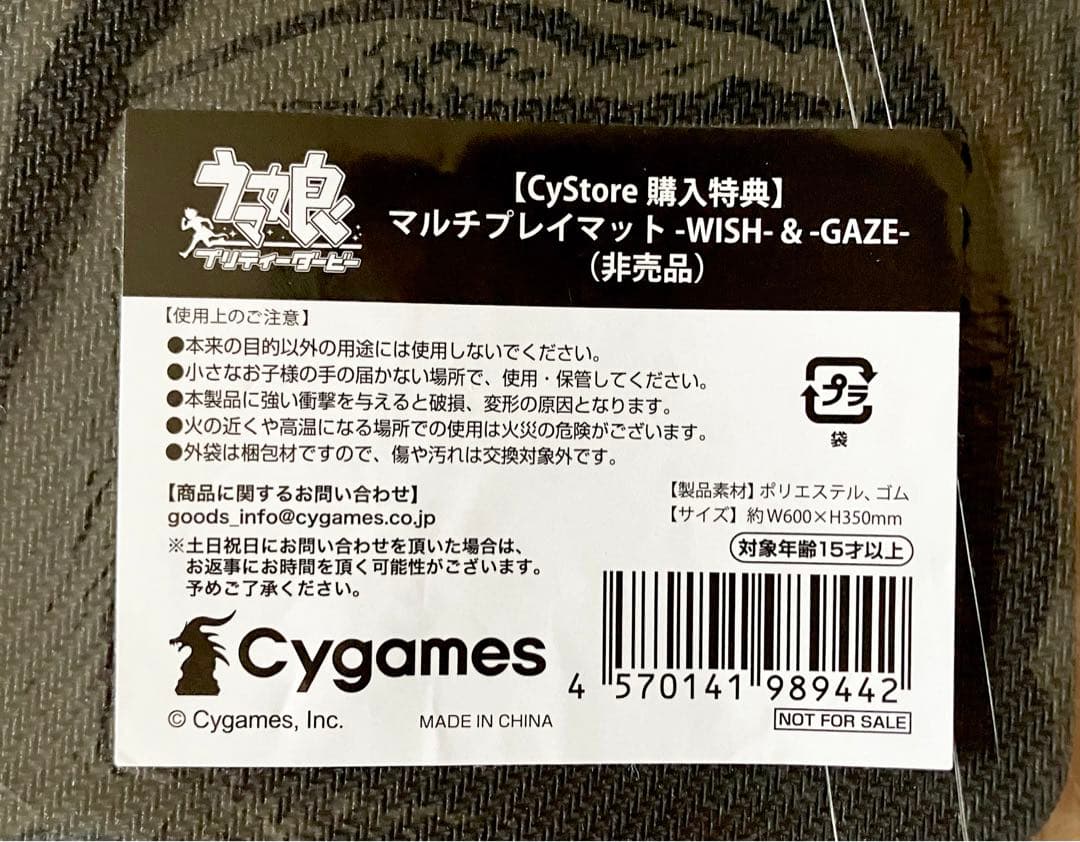 ウマ娘
プリティーダービー
【CyStore 購入特典】
マルチプレイマット -WISH- & -GAZE-
（非売品）
【使用上のご注意】
●本来の目的以外の用途には使用しないでください。
●小さなお子様の手の届かない場所で、使用・保管してください。
●本製品に強い衝撃を与えると破損、変形の原因となります。
●火の近くや高温になる場所での使用は火災の危険がございます。
●外袋は梱包材ですので、傷や汚れは交換対象外です。
プラ
袋
【商品に関するお問い合わせ】
goods_info@cygames.co.jp
※土日祝日にお問い合わせを頂いた場合は、
お返事にお時間を頂く可能性がございます。
予めご了承ください。
【製品素材】ポリエステル、ゴム
【サイズ】約W600×H350mm
対象年齢15才以上
Cygames
4 570141 989442
© Cygames, Inc.
MADE IN CHINA
NOT FOR SALE